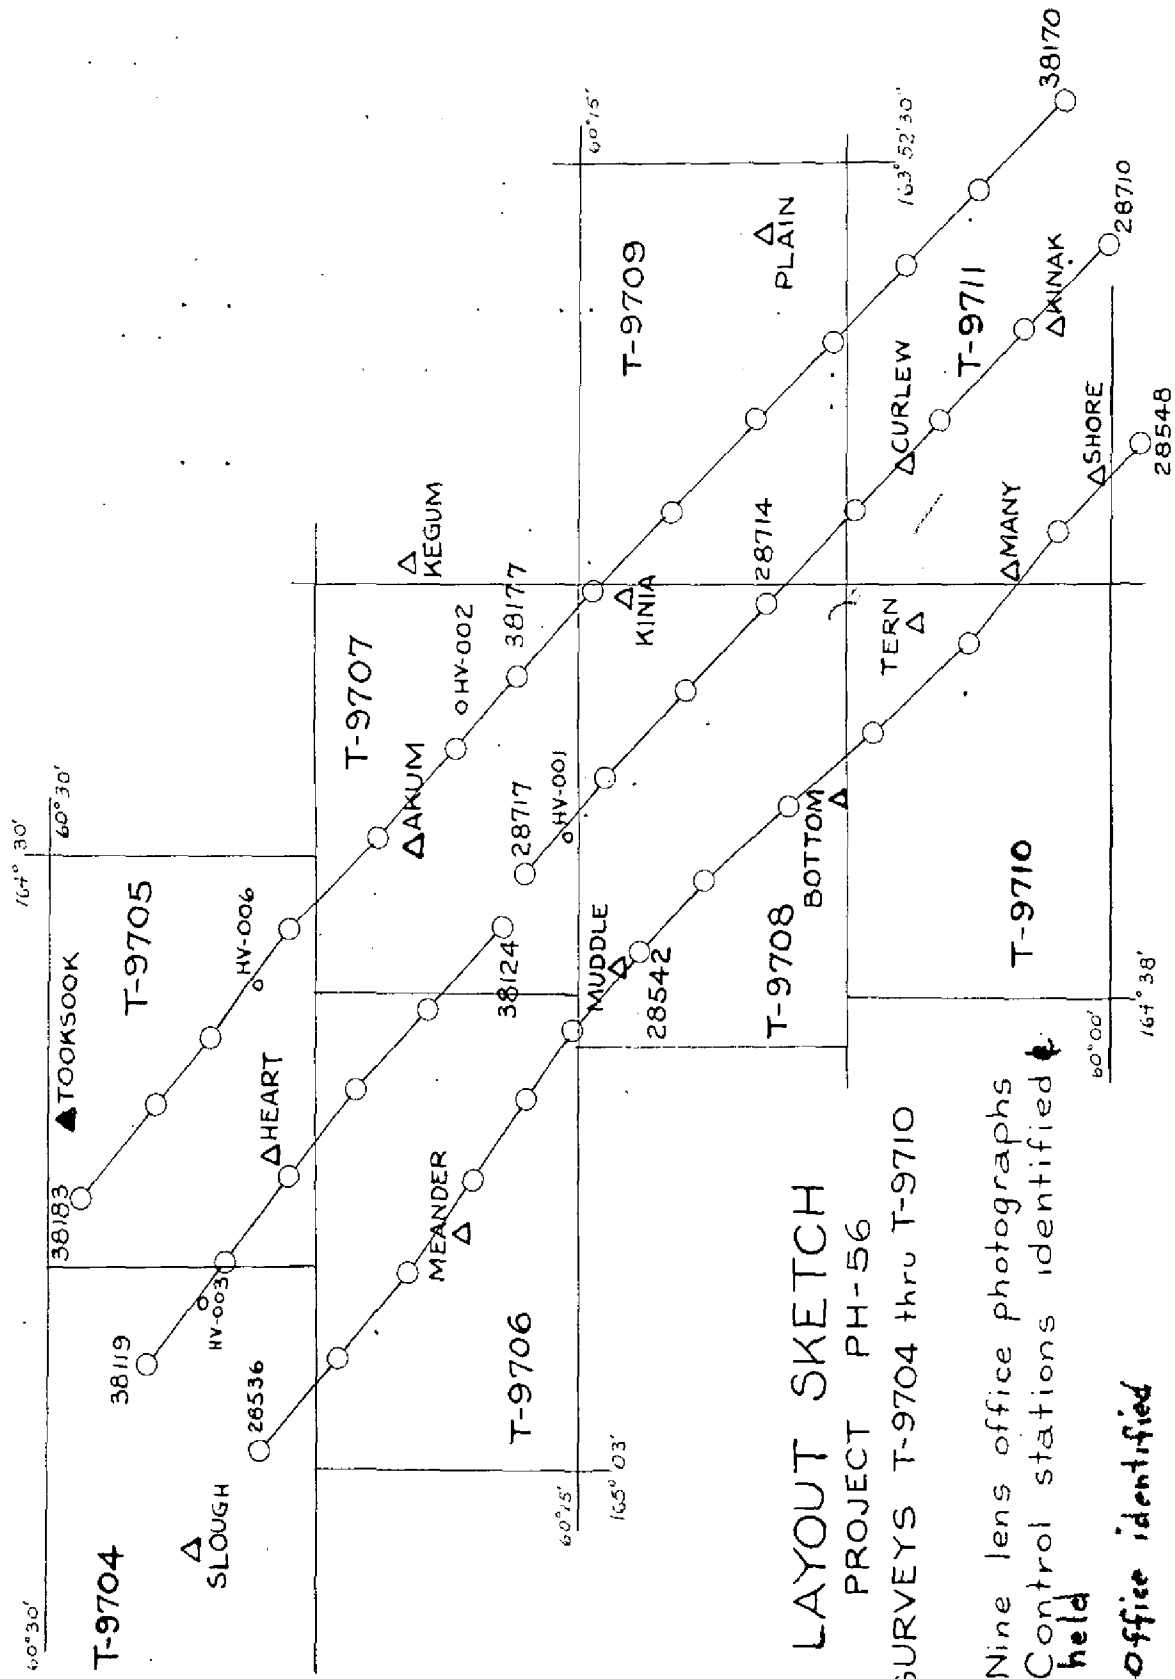 60°30'
T-9704
SLOUGH
38119
HV-003
28536
38183
TOOKSOOK
HEART
T-9705
HV-006
164° 30'
60° 30'
T-9706
MEANDER
38124
T-9707
AKUM
HV-002
38177
KEGUM
28717
HV-001
60°15'
165° 03'
MUDDLE
28542
T-9708
BOTTOM
28714
KINIA
T-9709
PLAIN
60°15'
163° 52' 30"
T-9710
TERN
MANY
SHORE
CURLEW
T-9711
KINAK
38170
28710
28548
60°00'
164° 38'
LAYOUT SKETCH
PROJECT PH-56
SURVEYS T-9704 thru T-9710
Nine lens office photographs
Control stations identified &
held
Office identified